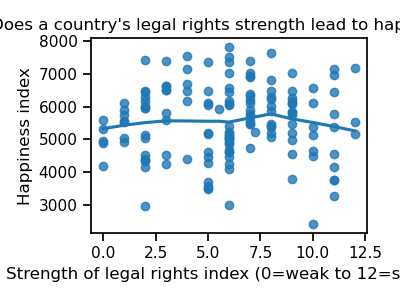 Does a country's legal rights strength lead to hap
8000
7000
6000
5000
4000
3000
Happiness index
0.0 2.5 5.0 7.5 10.0 12.5
Strength of legal rights index (0=weak to 12=s